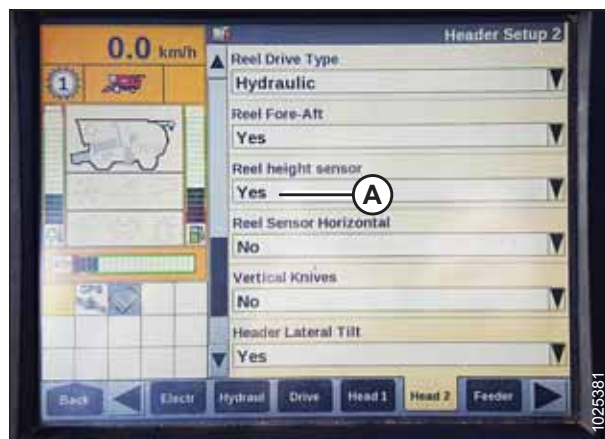 Header Setup 2
0.0 km/h
1
Reel Drive Type
Hydraulic
Reel Fore-Aft
Yes
Reel height sensor
Yes
A
Reel Sensor Horizontal
No
Vertical Knives
No
Header Lateral Tilt
Yes
GPS
Back
Electr
Hydraul
Drive
Head 1
Head 2
Feeder
1025381